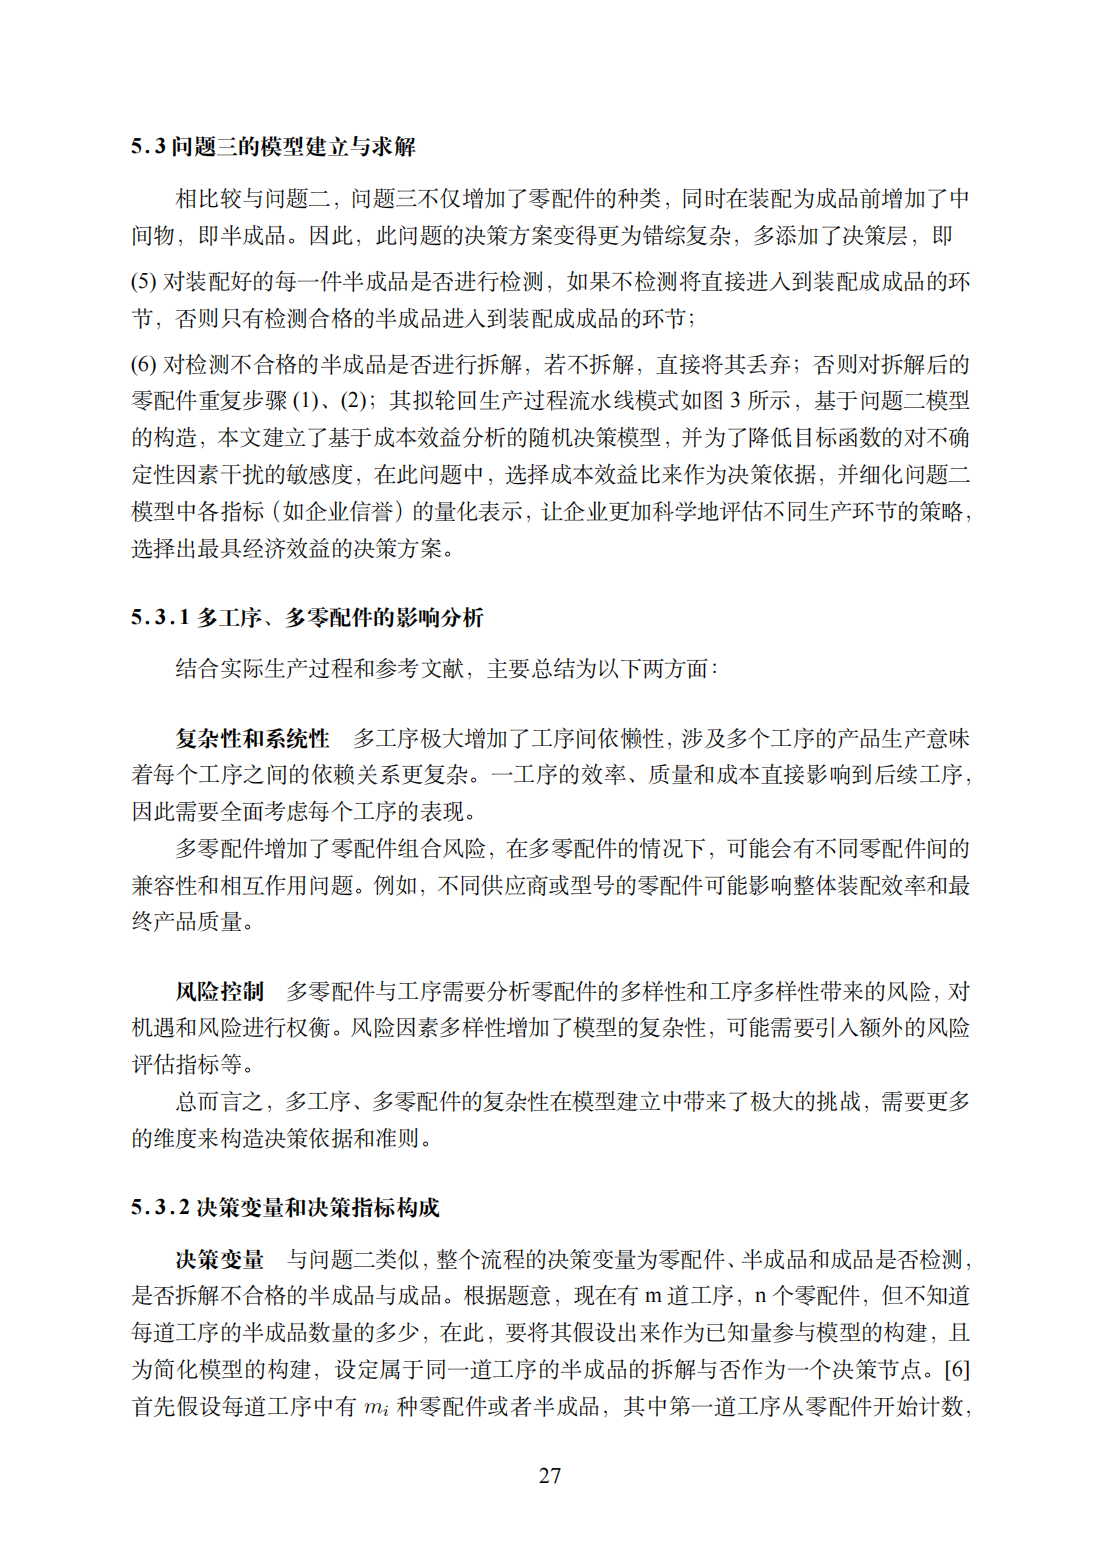 5.3 问题三的模型建立与求解
相比较与问题二，问题三不仅增加了零配件的种类，同时在装配为成品前增加了中
间物，即半成品。因此，此问题的决策方案变得更为错综复杂，多添加了决策层，即
(5) 对装配好的每一件半成品是否进行检测，如果不检测将直接进入到装配成成品的环
节，否则只有检测合格的半成品进入到装配成成品的环节；
(6) 对检测不合格的半成品是否进行拆解，若不拆解，直接将其丢弃；否则对拆解后的
零配件重复步骤 (1)、(2)；其拟轮回生产过程流水线模式如图 3 所示，基于问题二模型
的构造，本文建立了基于成本效益分析的随机决策模型，并为了降低目标函数的对不确
定性因素干扰的敏感度，在此问题中，选择成本效益比来作为决策依据，并细化问题二
模型中各指标（如企业信誉）的量化表示，让企业更加科学地评估不同生产环节的策略，
选择出最具经济效益的决策方案。
5.3.1 多工序、多零配件的影响分析
结合实际生产过程和参考文献，主要总结为以下两方面：
复杂性和系统性 多工序极大增加了工序间依懒性，涉及多个工序的产品生产意味
着每个工序之间的依赖关系更复杂。一工序的效率、质量和成本直接影响到后续工序，
因此需要全面考虑每个工序的表现。
多零配件增加了零配件组合风险，在多零配件的情况下，可能会有不同零配件间的
兼容性和相互作用问题。例如，不同供应商或型号的零配件可能影响整体装配效率和最
终产品质量。
风险控制 多零配件与工序需要分析零配件的多样性和工序多样性带来的风险，对
机遇和风险进行权衡。风险因素多样性增加了模型的复杂性，可能需要引入额外的风险
评估指标等。
总而言之，多工序、多零配件的复杂性在模型建立中带来了极大的挑战，需要更多
的维度来构造决策依据和准则。
5.3.2 决策变量和决策指标构成
决策变量 与问题二类似，整个流程的决策变量为零配件、半成品和成品是否检测，
是否拆解不合格的半成品与成品。根据题意，现在有 m 道工序，n 个零配件，但不知道
每道工序的半成品数量的多少，在此，要将其假设出来作为已知量参与模型的构建，且
为简化模型的构建，设定属于同一道工序的半成品的拆解与否作为一个决策节点。[6]
首先假设每道工序中有 m_i 种零配件或者半成品，其中第一道工序从零配件开始计数，
27